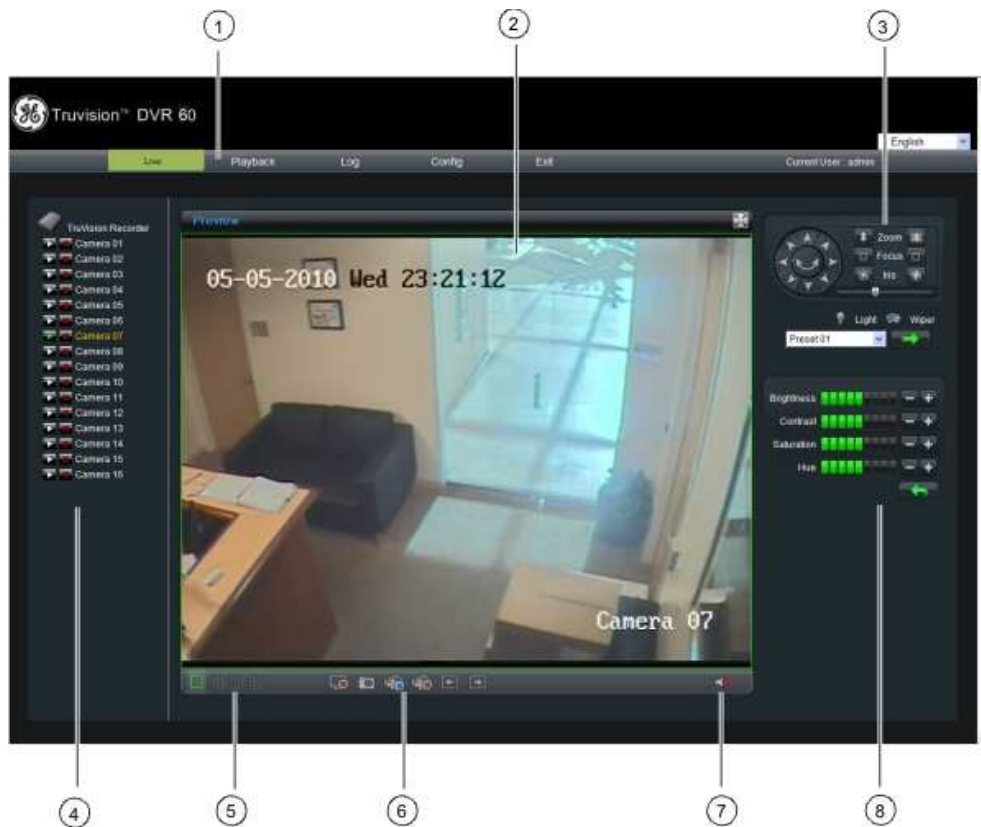 1
2
3
Truvision™ DVR 60
English
Live Playback Log Config Exit Current User : admin
TruVision Recorder
Camera 01
Camera 02
Camera 03
Camera 04
Camera 05
Camera 06
Camera 07
Camera 08
Camera 09
Camera 10
Camera 11
Camera 12
Camera 13
Camera 14
Camera 15
Camera 16
Preview
05-05-2010 Wed 23:21:12
Camera 07
Zoom
Focus
Iris
Light Wiper
Preset 01
Brightness
Contrast
Saturation
Hue
4
5
6
7
8